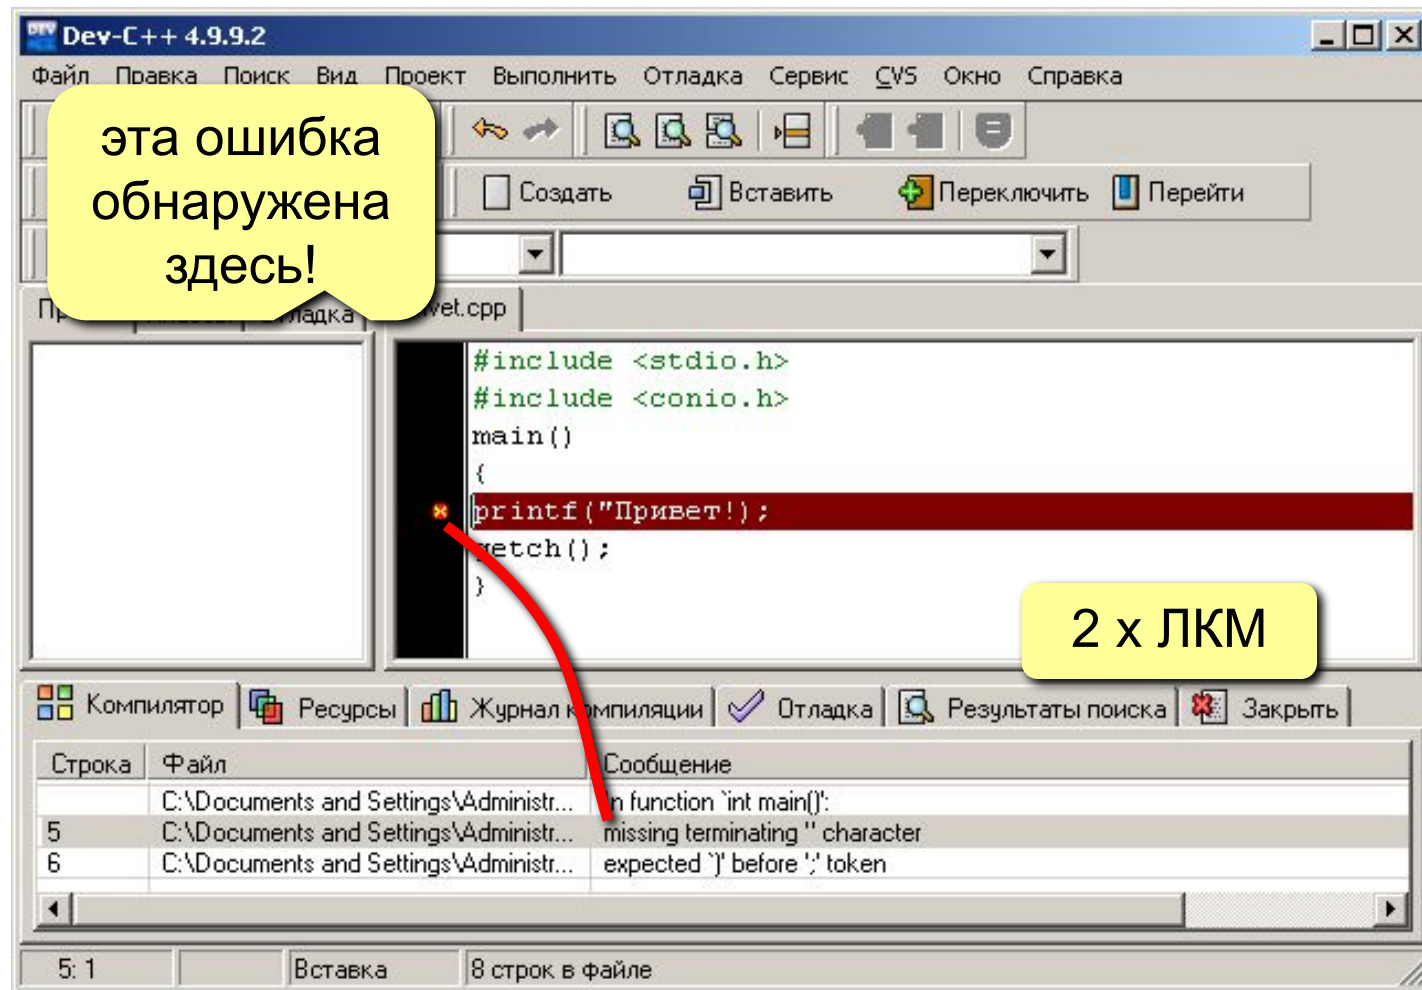 Dev-C++ 4.9.9.2
Файл Правка Поиск Вид Проект Выполнить Отладка Сервис CVS Окно Справка
эта ошибка
обнаружена
здесь!
Создать Вставить Переключить Перейти
#include <stdio.h>
#include <conio.h>
main()
{
printf("Привет!);
getch();
}
2 x ЛКМ
Компилятор Ресурсы Журнал компиляции Отладка Результаты поиска Закрыть
Строка Файл Сообщение
C:\Documents and Settings\Administr... In function `int main()':
5 C:\Documents and Settings\Administr... missing terminating " character
6 C:\Documents and Settings\Administr... expected `)' before ';' token
5: 1 Вставка 8 строк в файле